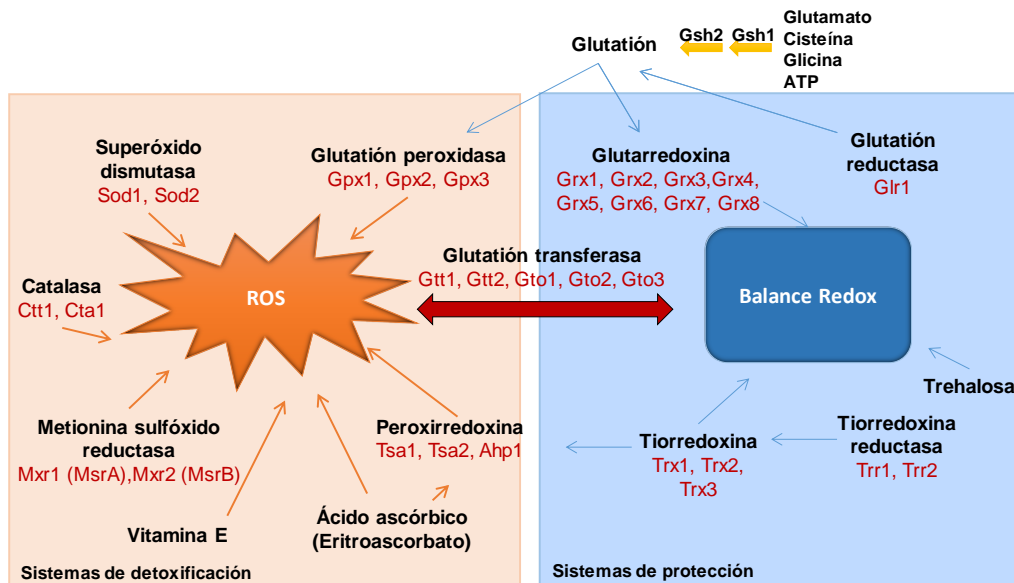 Glutatión
Gsh2
Gsh1
Glutamato
Cisteína
Glicina
ATP
Superóxido
dismutasa
Sod1, Sod2
Glutatión peroxidasa
Gpx1, Gpx2, Gpx3
Glutarredoxina
Grx1, Grx2, Grx3,Grx4,
Grx5, Grx6, Grx7, Grx8
Glutatión
reductasa
Glr1
Catalasa
Ctt1, Cta1
ROS
Glutatión transferasa
Gtt1, Gtt2, Gto1, Gto2, Gto3
Balance Redox
Metionina sulfóxido
reductasa
Mxr1 (MsrA),Mxr2 (MsrB)
Peroxirredoxina
Tsa1, Tsa2, Ahp1
Tiorredoxina
Trx1, Trx2,
Trx3
Trehalosa
Tiorredoxina
reductasa
Trr1, Trr2
Vitamina E
Ácido ascórbico
(Eritroascorbato)
Sistemas de detoxificación
Sistemas de protección